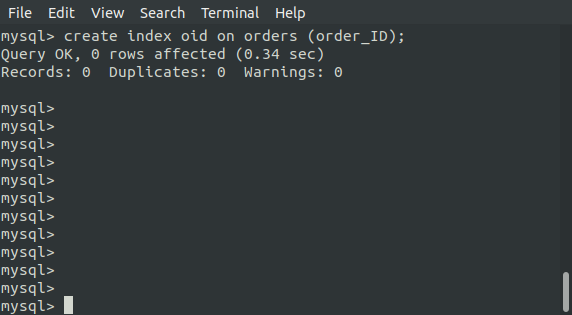 File Edit View Search Terminal Help
mysql> create index oid on orders (order_ID);
Query OK, 0 rows affected (0.34 sec)
Records: 0  Duplicates: 0  Warnings: 0
mysql>
mysql>
mysql>
mysql>
mysql>
mysql>
mysql>
mysql>
mysql>
mysql>
mysql>
mysql>